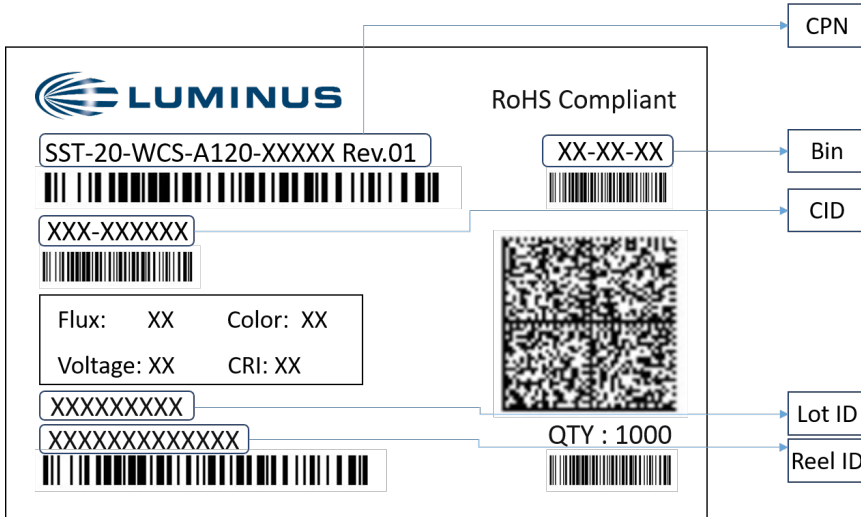 CPN
LUMINUS
RoHS Compliant
SST-20-WCS-A120-XXXXX Rev.01
XX-XX-XX
Bin
XXX-XXXXXX
CID
Flux: XX Color: XX
Voltage: XX CRI: XX
XXXXXXXXX
Lot ID
XXXXXXXXXXXXX
QTY : 1000
Reel ID